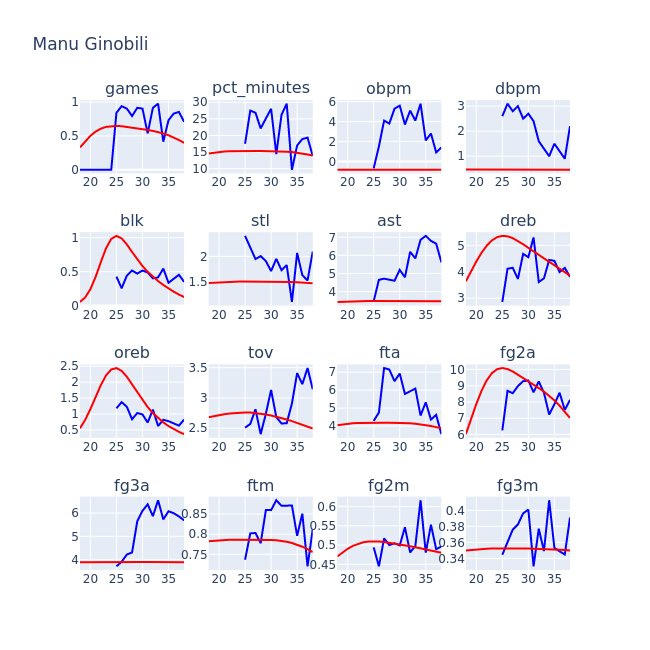 Manu Ginobili
games pct_minutes obpm dbpm
1 0.5 0 30 25 20 15 10 6 4 2 0 3 2 1
20 25 30 35 20 25 30 35 20 25 30 35 20 25 30 35
blk stl ast dreb
1 0.5 0 2 1.5 7 6 5 4 5 4 3
20 25 30 35 20 25 30 35 20 25 30 35 20 25 30 35
oreb tov fta fg2a
2.5 2 1.5 1 0.5 3.5 3 2.5 7 6 5 4 10 9 8 7 6
20 25 30 35 20 25 30 35 20 25 30 35 20 25 30 35
fg3a ftm fg2m fg3m
6 5 4 0.85 0.8 0.75 0.6 0.55 0.5 0.45 0.4 0.38 0.36 0.34
20 25 30 35 20 25 30 35 20 25 30 35 20 25 30 35